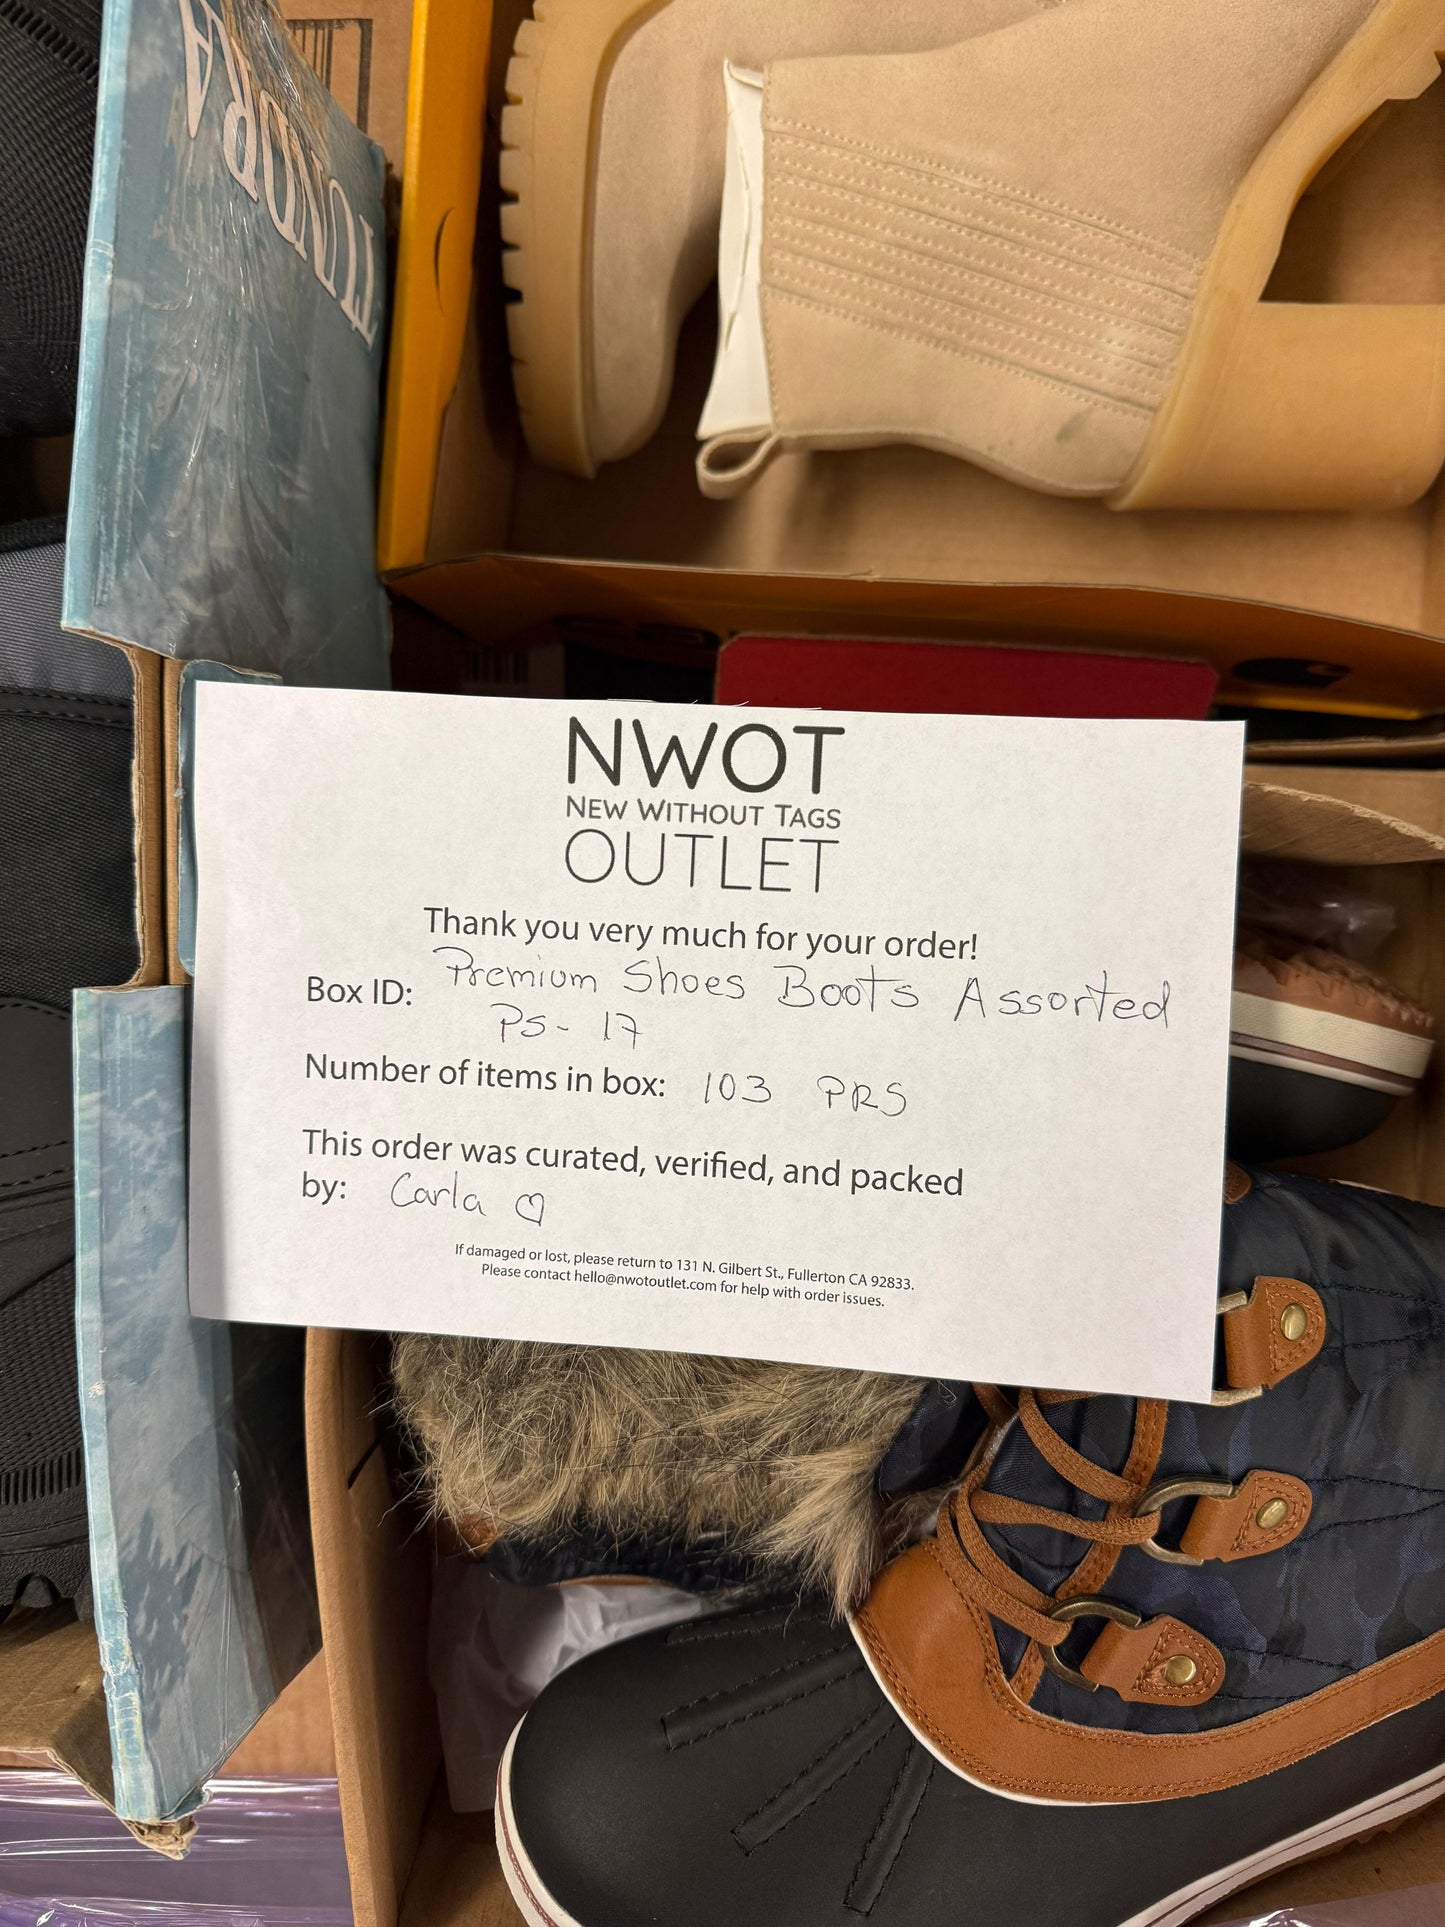 TUNDRA
NWOT
NEW WITHOUT TAGS
OUTLET
Thank you very much for your order!
Box ID: Premium Shoes Boots Assorted
PS- 17
Number of items in box: 103 PRS
This order was curated, verified, and packed
by: Carla ♡
If damaged or lost, please return to 131 N. Gilbert St., Fullerton CA 92833.
Please contact hello@nwotoutlet.com for help with order issues.